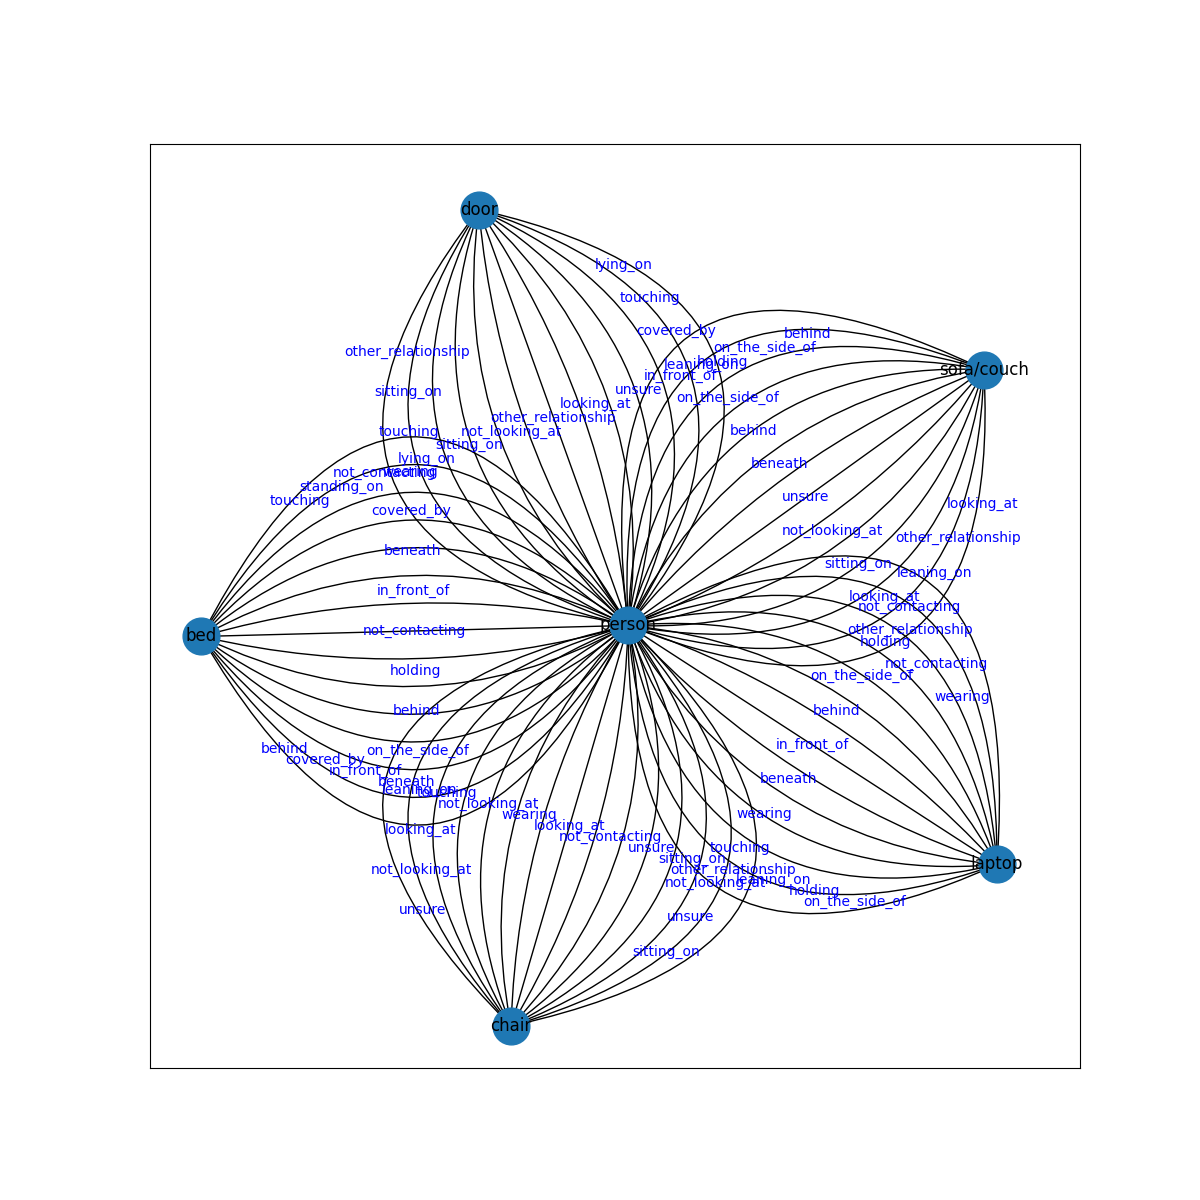 door
lying_on
touching
covered_by
behind
on_the_side_of
holding
leaning_on
in_front_of
sofa/couch
unsure
on_the_side_of
looking_at
other_relationship
behind
not_looking_at
sitting_on
other_relationship
sitting_on
touching
lying_on
wearing
not_contacting
standing_on
touching
covered_by
beneath
in_front_of
not_contacting
holding
behind
on_the_side_of
bed
person
beneath
unsure
not_looking_at
sitting_on
looking_at
other_relationship
leaning_on
looking_at
not_contacting
other_relationship
holding
not_contacting
on_the_side_of
wearing
behind
in_front_of
beneath
wearing
touching
behind
covered_by
in_front_of
beneath
leaning_on
touching
not_looking_at
wearing
looking_at
looking_at
not_contacting
unsure
sitting_on
other_relationship
not_looking_at
leaning_on
holding
on_the_side_of
laptop
not_looking_at
unsure
unsure
sitting_on
chair